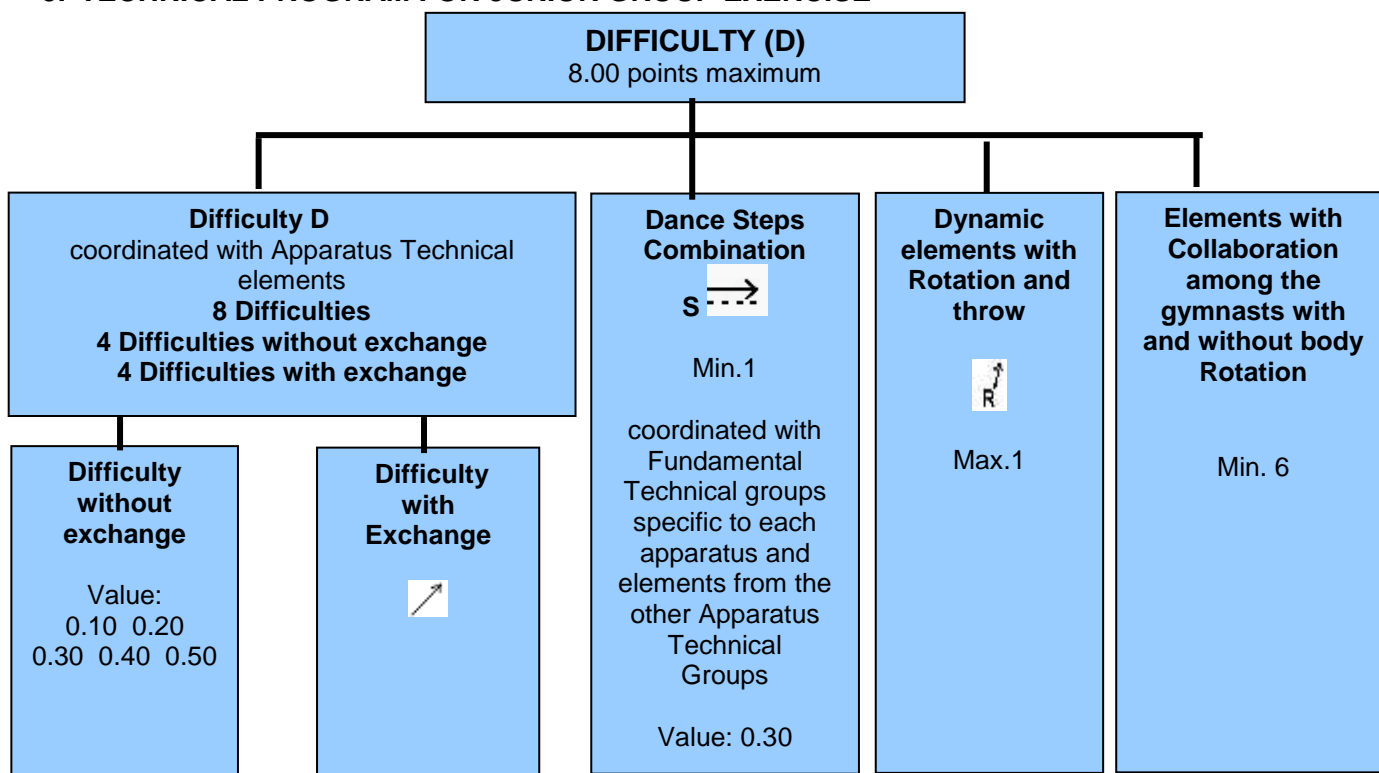 DIFFICULTY (D)
8.00 points maximum
Difficulty D
coordinated with Apparatus Technical
elements
8 Difficulties
4 Difficulties without exchange
4 Difficulties with exchange
Difficulty
without
exchange
Value:
0.10 0.20
0.30 0.40 0.50
Difficulty
with
Exchange
Dance Steps
Combination
S
Min.1
coordinated with
Fundamental
Technical groups
specific to each
apparatus and
elements from the
other Apparatus
Technical
Groups
Value: 0.30
Dynamic
elements with
Rotation and
throw
R
Max.1
Elements with
Collaboration
among the
gymnasts with
and without body
Rotation
Min. 6